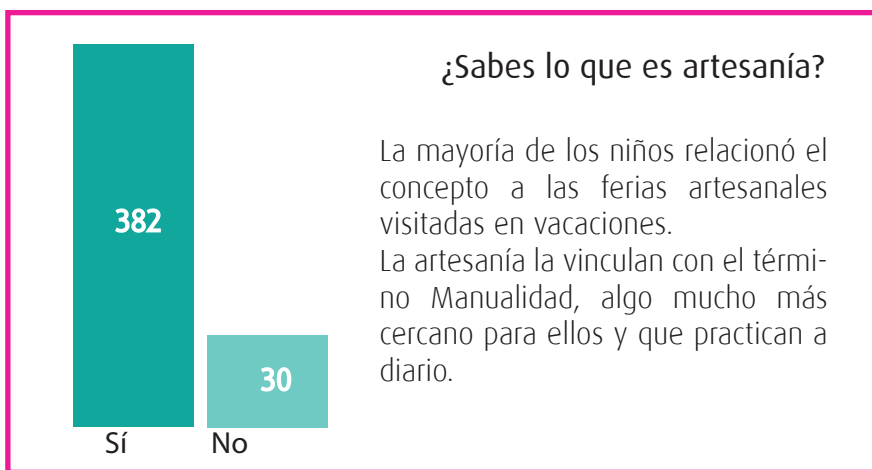 ¿Sabes lo que es artesanía?
La mayoría de los niños relacionó el
concepto a las ferias artesanales
visitadas en vacaciones.
La artesanía la vinculan con el térmi-
no Manualidad, algo mucho más
cercano para ellos y que practican a
diario.
382
30
Sí No